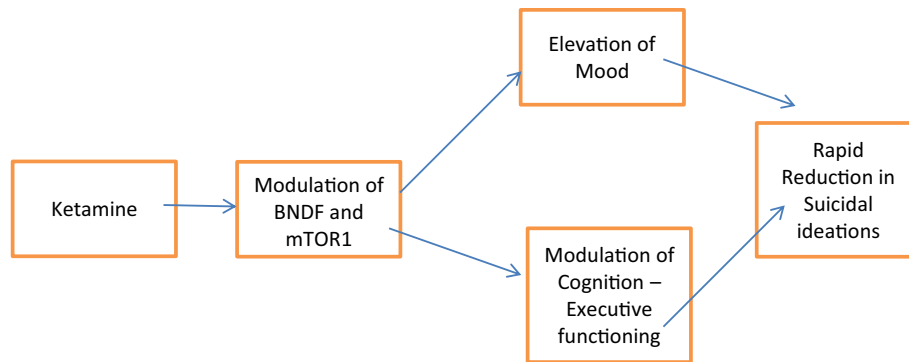 Ketamine
Modulation of
BNDF and
mTOR1
Elevation of
Mood
Modulation of
Cognition –
Executive
functioning
Rapid
Reduction in
Suicidal
ideations